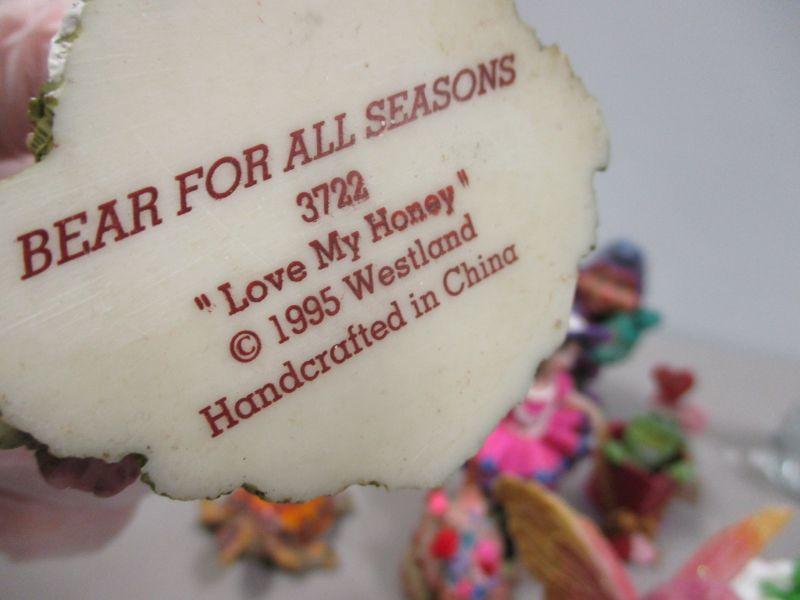 BEAR FOR ALL SEASONS
3722
"Love My Honey"
© 1995 Westland
Handcrafted in China